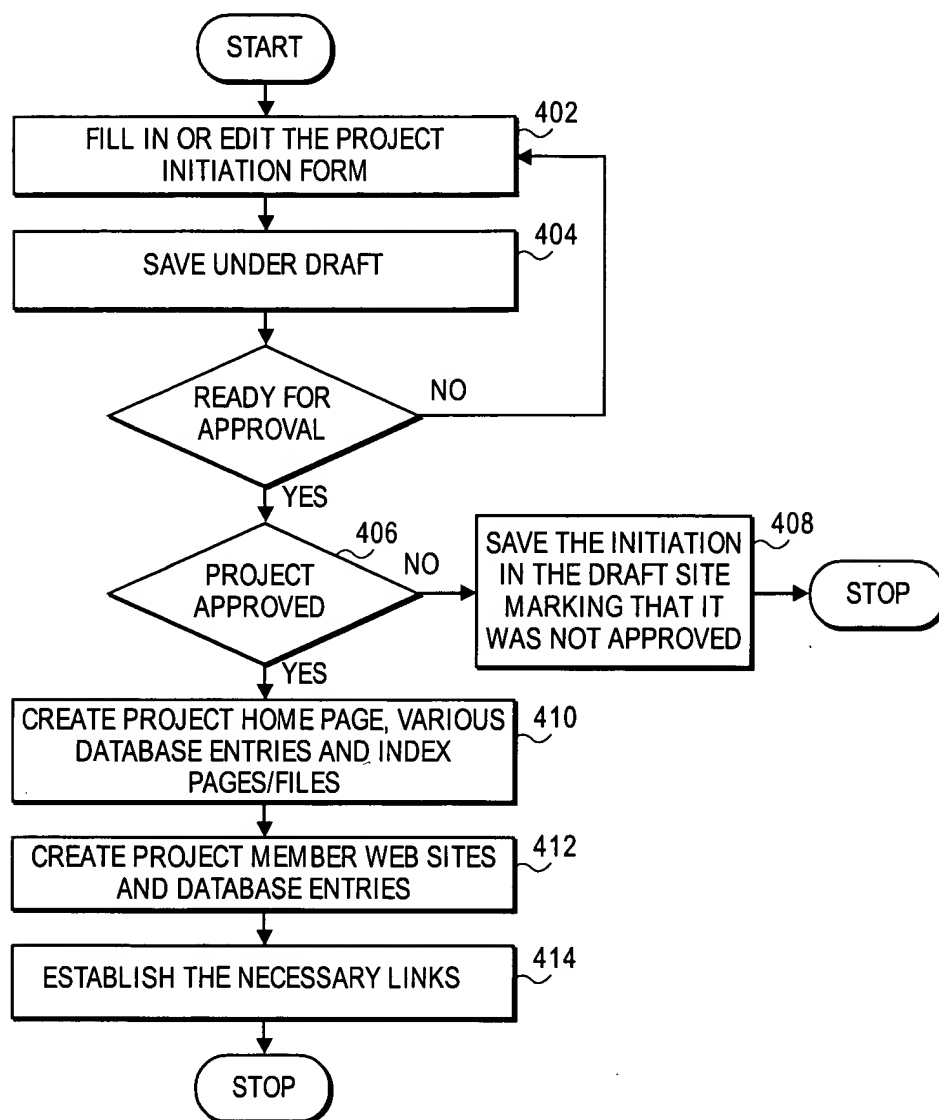 START
402
FILL IN OR EDIT THE PROJECT
INITIATION FORM
404
SAVE UNDER DRAFT
READY FOR
APPROVAL
NO
YES
406
PROJECT
APPROVED
NO
408
SAVE THE INITIATION
IN THE DRAFT SITE
MARKING THAT IT
WAS NOT APPROVED
STOP
YES
410
CREATE PROJECT HOME PAGE, VARIOUS
DATABASE ENTRIES AND INDEX
PAGES/FILES
412
CREATE PROJECT MEMBER WEB SITES
AND DATABASE ENTRIES
414
ESTABLISH THE NECESSARY LINKS
STOP